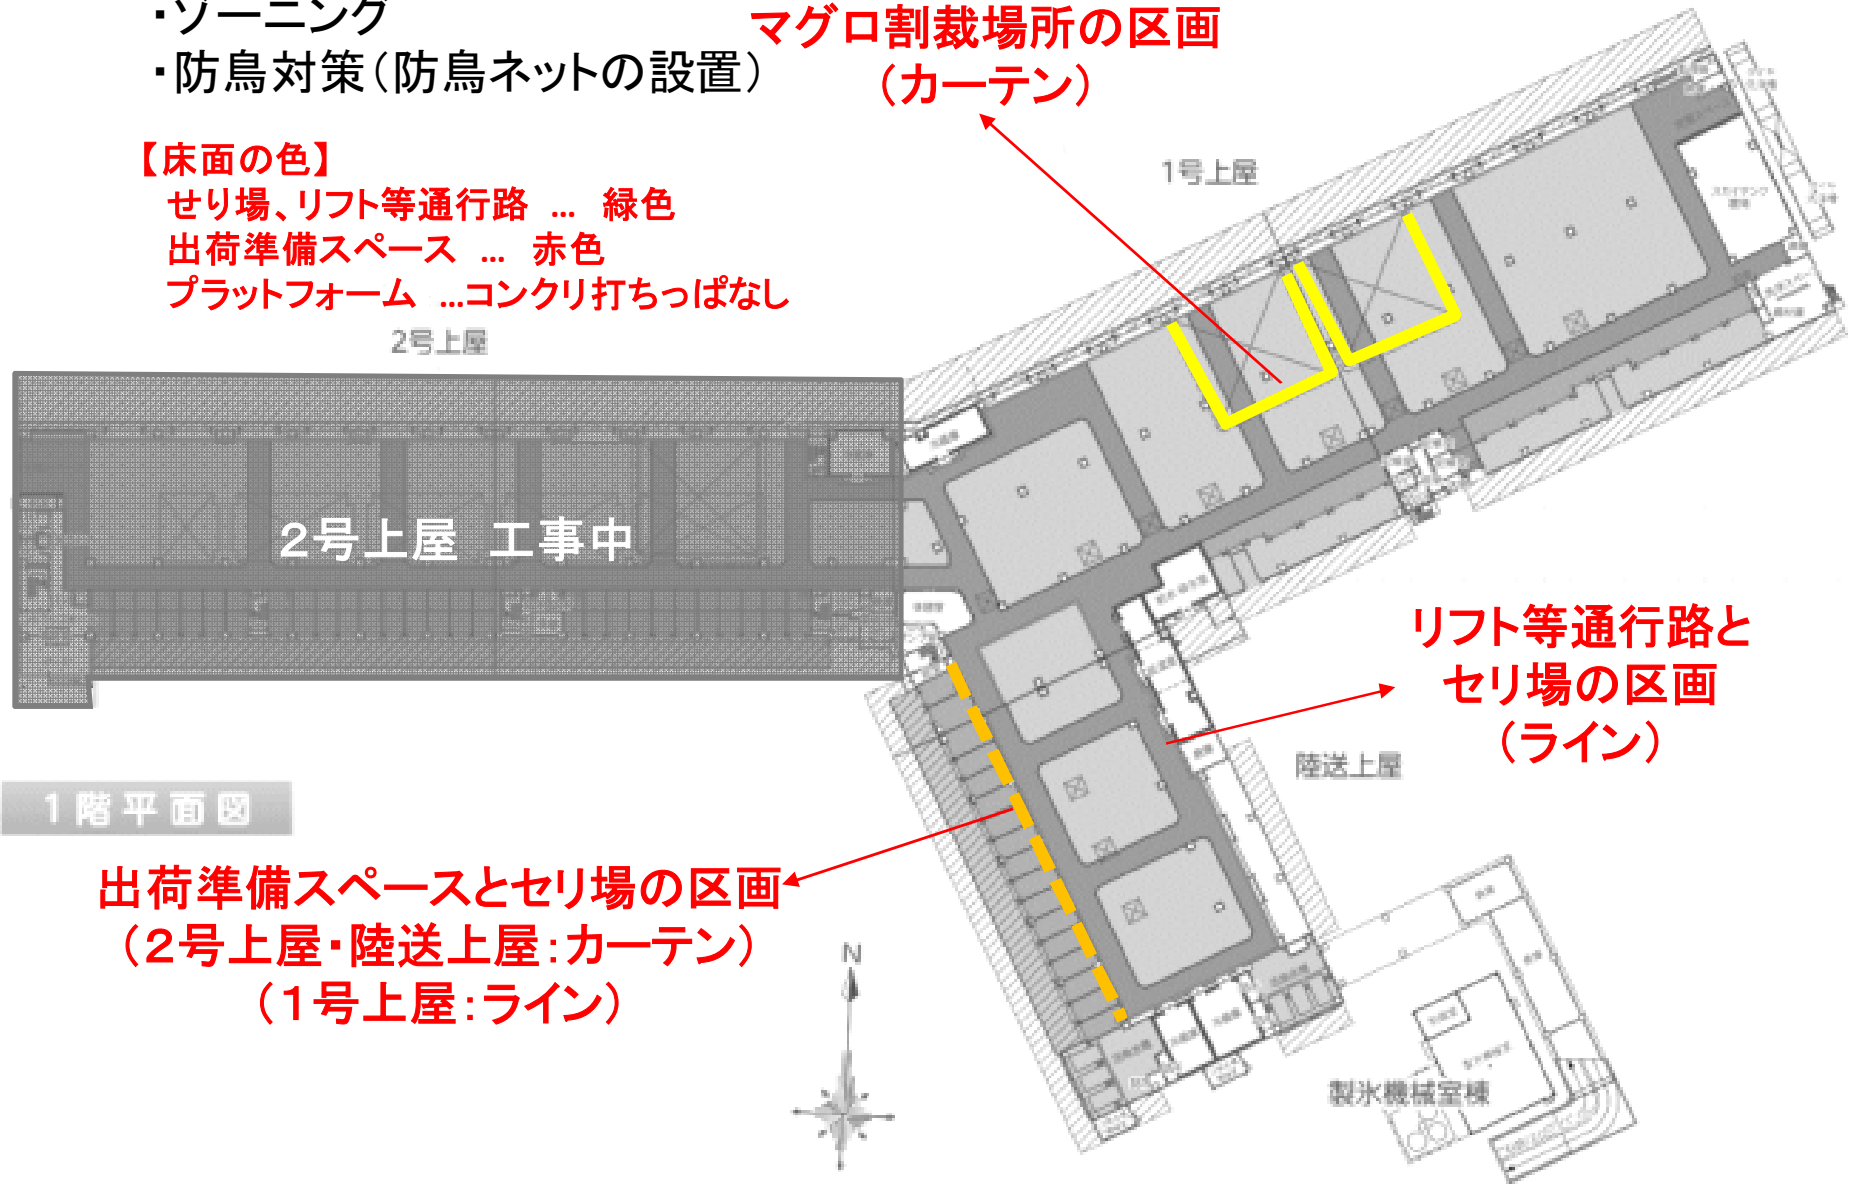 ・ゾーニング
・防鳥対策（防鳥ネットの設置）
マグロ割裁場所の区画
（カーテン）
【床面の色】
せり場、リフト等通行路 … 緑色
出荷準備スペース … 赤色
プラットフォーム …コンクリ打ちっぱなし
1号上屋
2号上屋
２号上屋 工事中
リフト等通行路と
セリ場の区画
（ライン）
陸送上屋
1階平面図
出荷準備スペースとセリ場の区画
（２号上屋・陸送上屋：カーテン）
（１号上屋：ライン）
N
製氷機械室棟